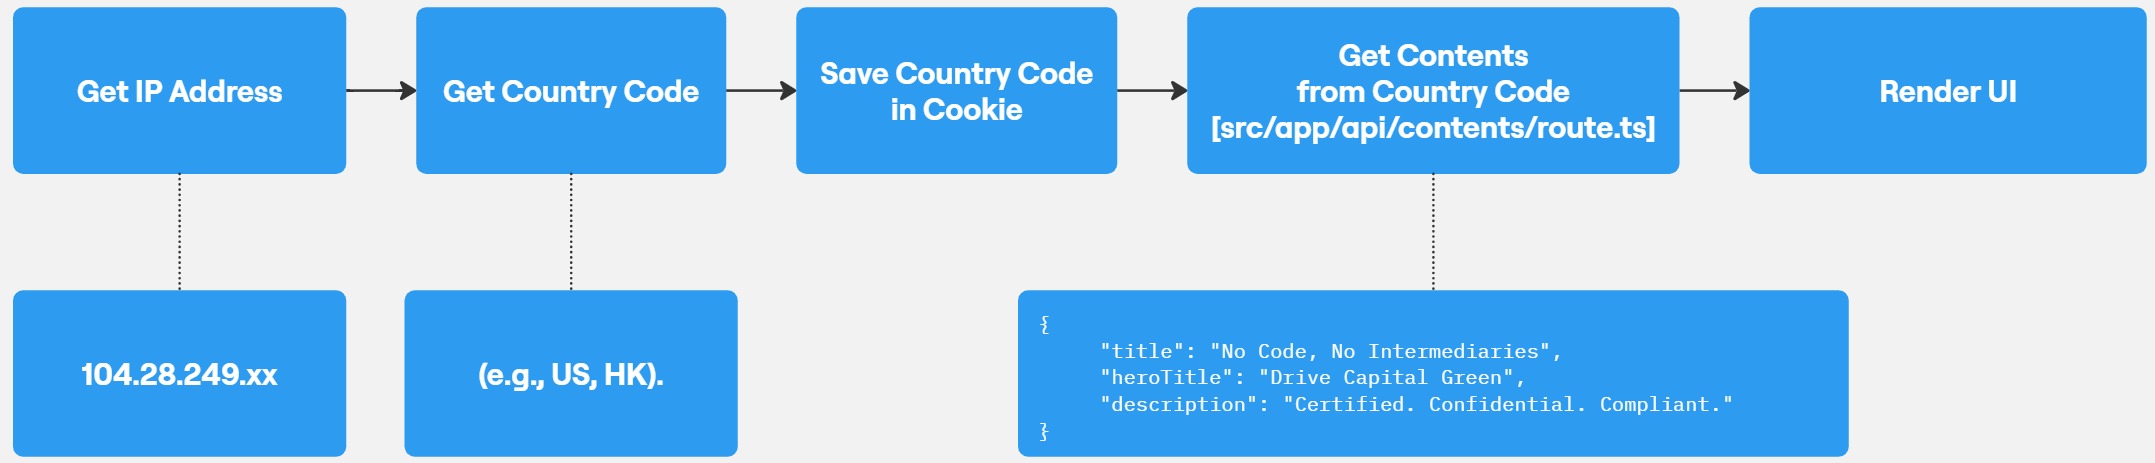 Get IP Address
Get Country Code
Save Country Code
in Cookie
Get Contents
from Country Code
[src/app/api/contents/route.ts]
Render UI
104.28.249.xx
(e.g., US, HK).
{
"title": "No Code, No Intermediaries",
"heroTitle": "Drive Capital Green",
"description": "Certified. Confidential. Compliant."
}